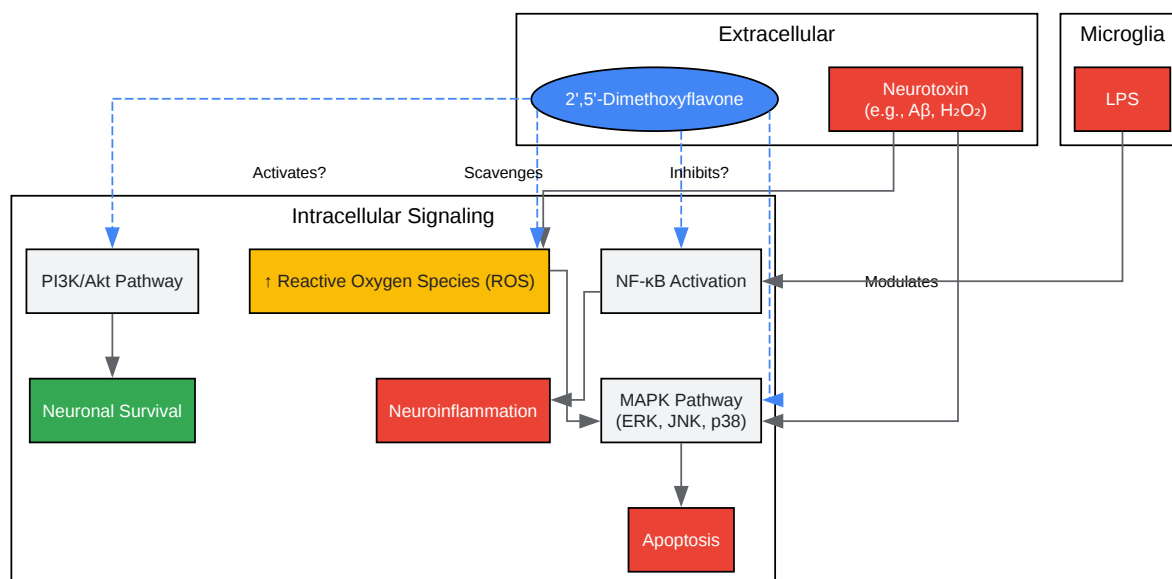 Extracellular
Microglia
2',5'-Dimethoxyflavone
Neurotoxin
(e.g., Aβ, H₂O₂)
LPS
Activates?
Scavenges
Inhibits?
Intracellular Signaling
PI3K/Akt Pathway
↑ Reactive Oxygen Species (ROS)
NF-κB Activation
Modulates
Neuronal Survival
Neuroinflammation
MAPK Pathway
(ERK, JNK, p38)
Apoptosis